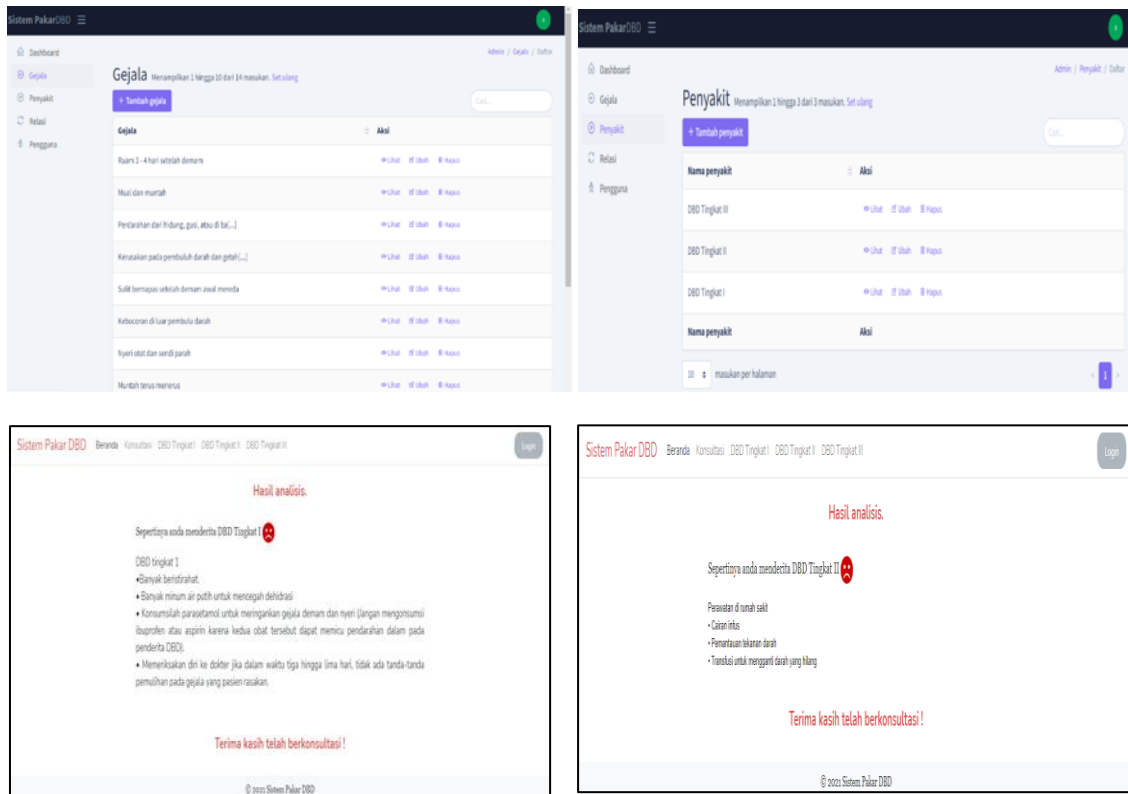 Sistem PakarDBD
Dashboard
Gejala
Penyakit
Relasi
Pengguna
Admin / Gejala / Daftar
Gejala Menampilkan 1 hingga 10 dari 14 masukan. Set ulang
+ Tambah gejala
Cari...
Gejala Aksi
Ruam 3 - 4 hari setelah demam Lihat Ubah Hapus
Mual dan muntah Lihat Ubah Hapus
Perdarahan dari hidung, gusi, atau di ba[...] Lihat Ubah Hapus
Kerusakan pada pembuluh darah dan getah [...] Lihat Ubah Hapus
Sulit bernapas setelah demam awal mereda Lihat Ubah Hapus
Kebocoran di luar pembulu darah Lihat Ubah Hapus
Nyeri otot dan sendi parah Lihat Ubah Hapus
Muntah terus menerus Lihat Ubah Hapus
Sistem PakarDBD
Dashboard
Gejala
Penyakit
Relasi
Pengguna
Admin / Penyakit / Daftar
Penyakit Menampilkan 1 hingga 3 dari 3 masukan. Set ulang
+ Tambah penyakit
Cari...
Nama penyakit Aksi
DBD Tingkat III Lihat Ubah Hapus
DBD Tingkat II Lihat Ubah Hapus
DBD Tingkat I Lihat Ubah Hapus
Nama penyakit Aksi
10 masukan per halaman
1
Sistem Pakar DBD Beranda Konsultasi DBD Tingkat I DBD Tingkat II DBD Tingkat III Login
Hasil analisis.
Sepertinya anda menderita DBD Tingkat I
DBD tingkat 1
•Banyak beristirahat.
• Banyak minum air putih untuk mencegah dehidrasi
• Konsumsilah parasetamol untuk meringankan gejala demam dan nyeri (Jangan mengonsumsi
ibuprofen atau aspirin karena kedua obat tersebut dapat memicu pendarahan dalam pada
penderita DBD).
• Memeriksakan diri ke dokter jika dalam waktu tiga hingga lima hari, tidak ada tanda-tanda
pemulihan pada gejala yang pasien rasakan.
Terima kasih telah berkonsultasi !
© 2021 Sistem Pakar DBD
Sistem Pakar DBD Beranda Konsultasi DBD Tingkat I DBD Tingkat II DBD Tingkat III Login
Hasil analisis.
Sepertinya anda menderita DBD Tingkat II
Perawatan di rumah sakit
• Cairan infus
• Pemantauan tekanan darah
• Transfusi untuk mengganti darah yang hilang
Terima kasih telah berkonsultasi !
© 2021 Sistem Pakar DBD